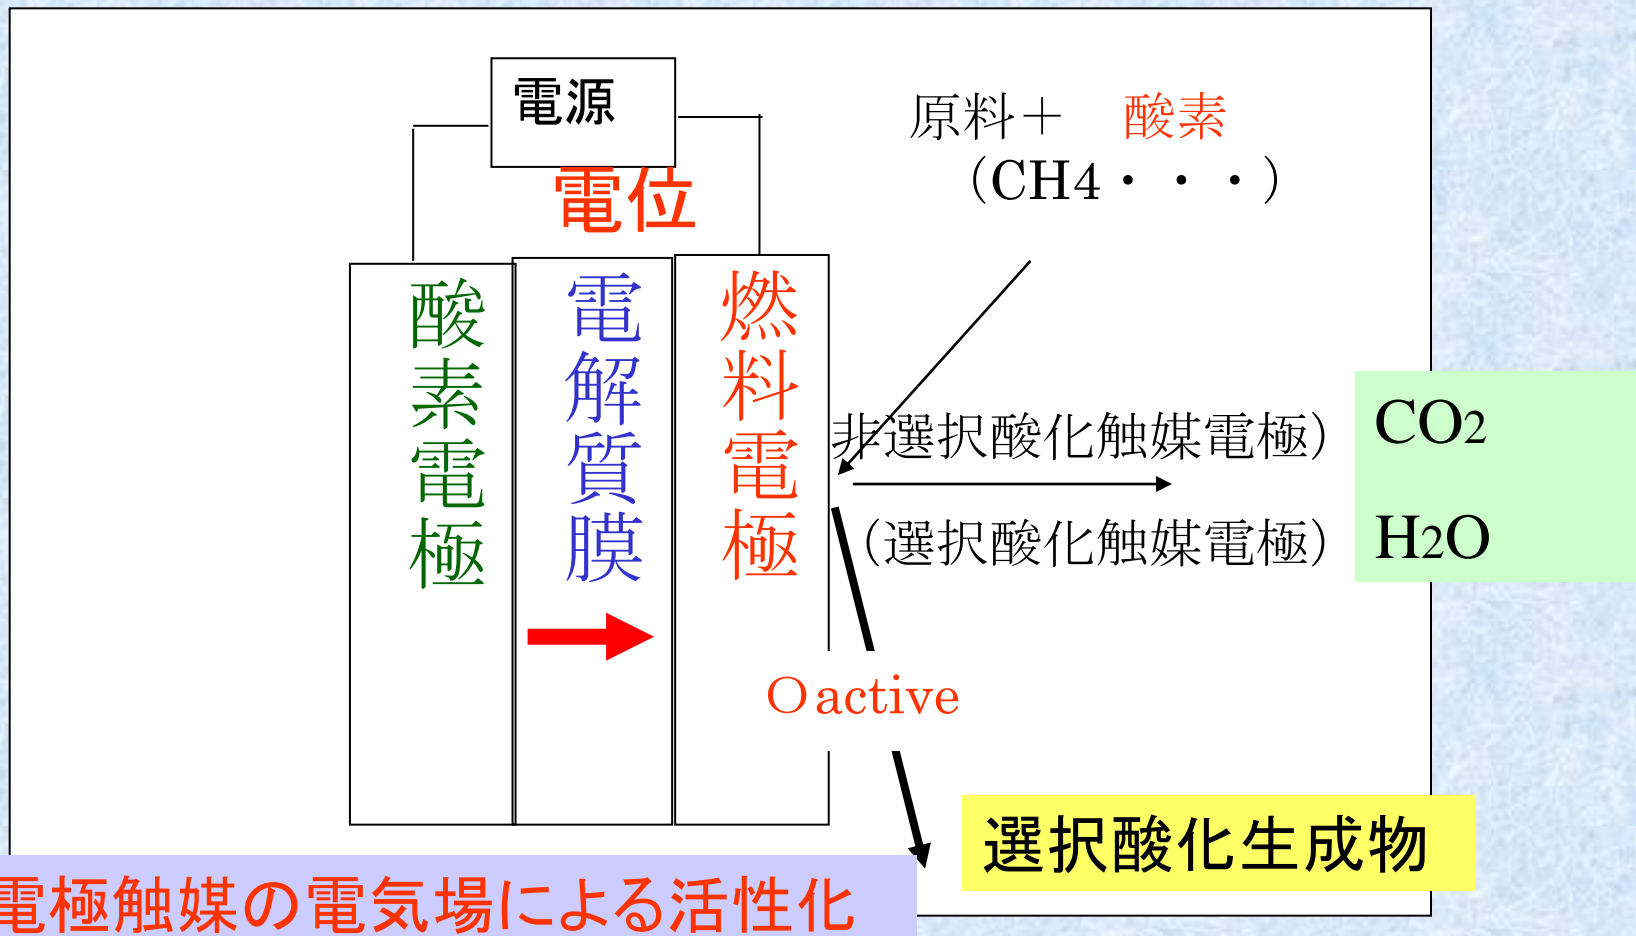 電源
電位
原料＋　酸素
（CH4・・・）
酸素電極
電解質膜
燃料電極
非選択酸化触媒電極）
（選択酸化触媒電極）
CO2
H2O
Oactive
選択酸化生成物
電極触媒の電気場による活性化